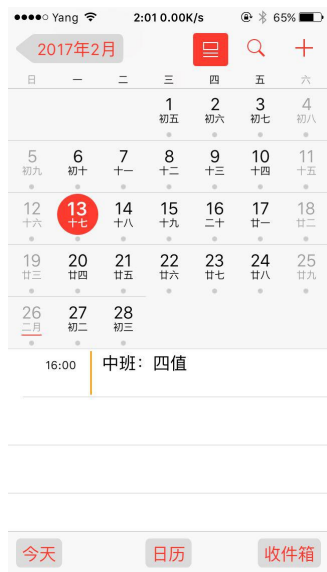 Yang 2:01 0.00K/s 65%
2017年2月
日 一 二 三 四 五 六
1 2 3 4
初五 初六 初七 初八
5 6 7 8 9 10 11
初九 初十 十一 十二 十三 十四 十五
12 13 14 15 16 17 18
十六 十七 十八 十九 二十 廿一 廿二
19 20 21 22 23 24 25
廿三 廿四 廿五 廿六 廿七 廿八 廿九
26 27 28
二月 初二 初三
16:00 中班：四值
今天 日历 收件箱